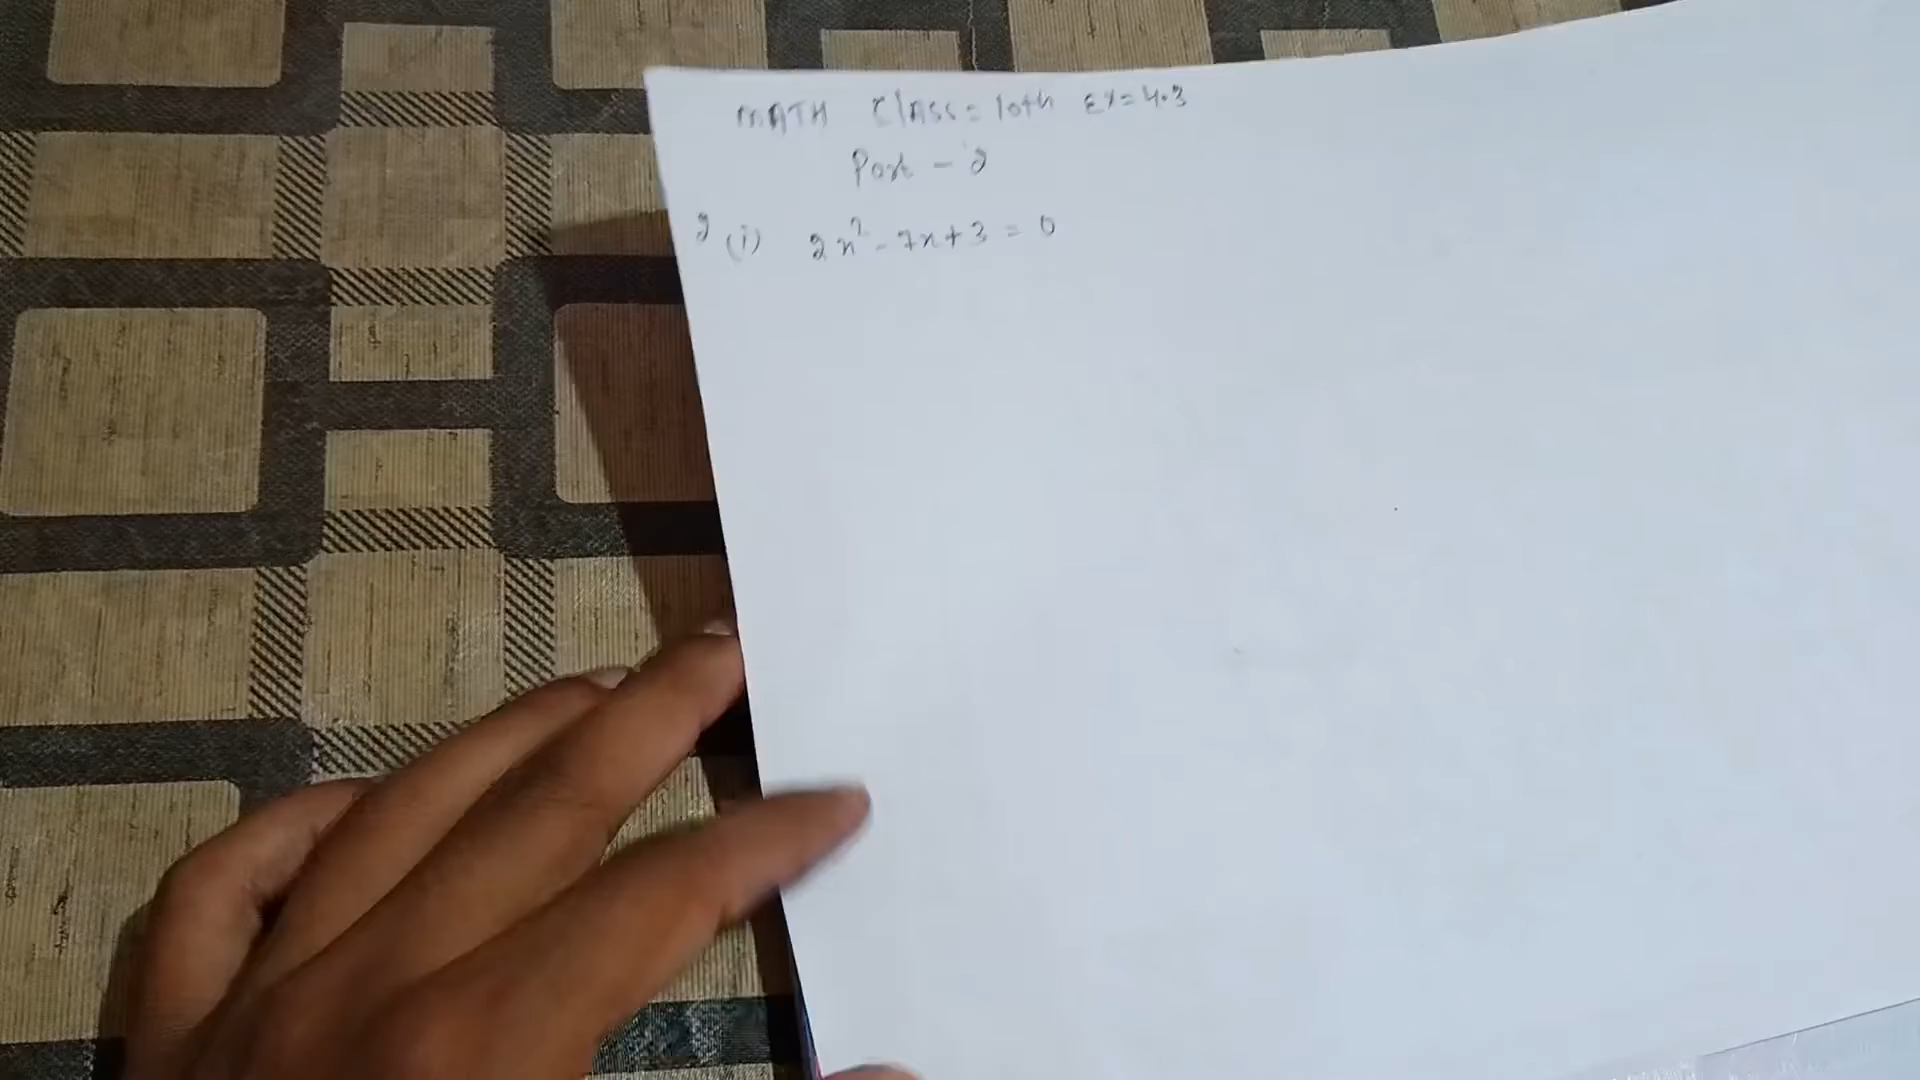 MATH Class = 10th Ex = 4.3
Part - 2
2 (i) 2x² - 7x + 3 = 0